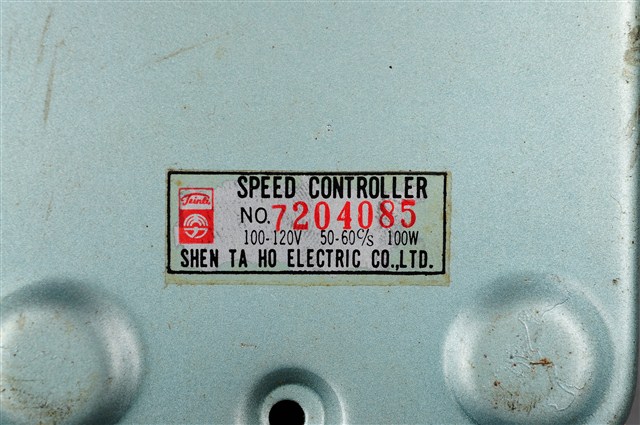 SPEED CONTROLLER
NO. 7204085
100-120V 50-60c/s 100W
SHEN TA HO ELECTRIC CO.,LTD.